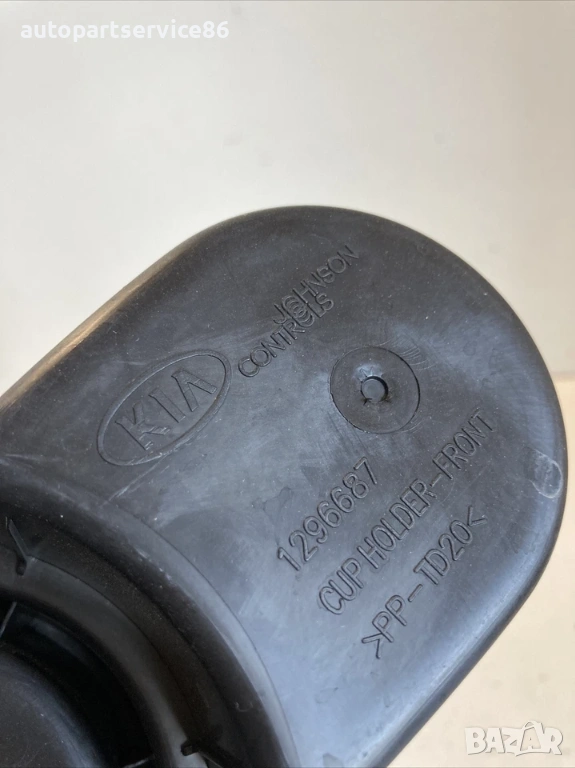 autopartservice86
JOHNSON
CONTROLS
KIA
1296687
CUP HOLDER-FRONT
>PP-TD20<
BAZAR